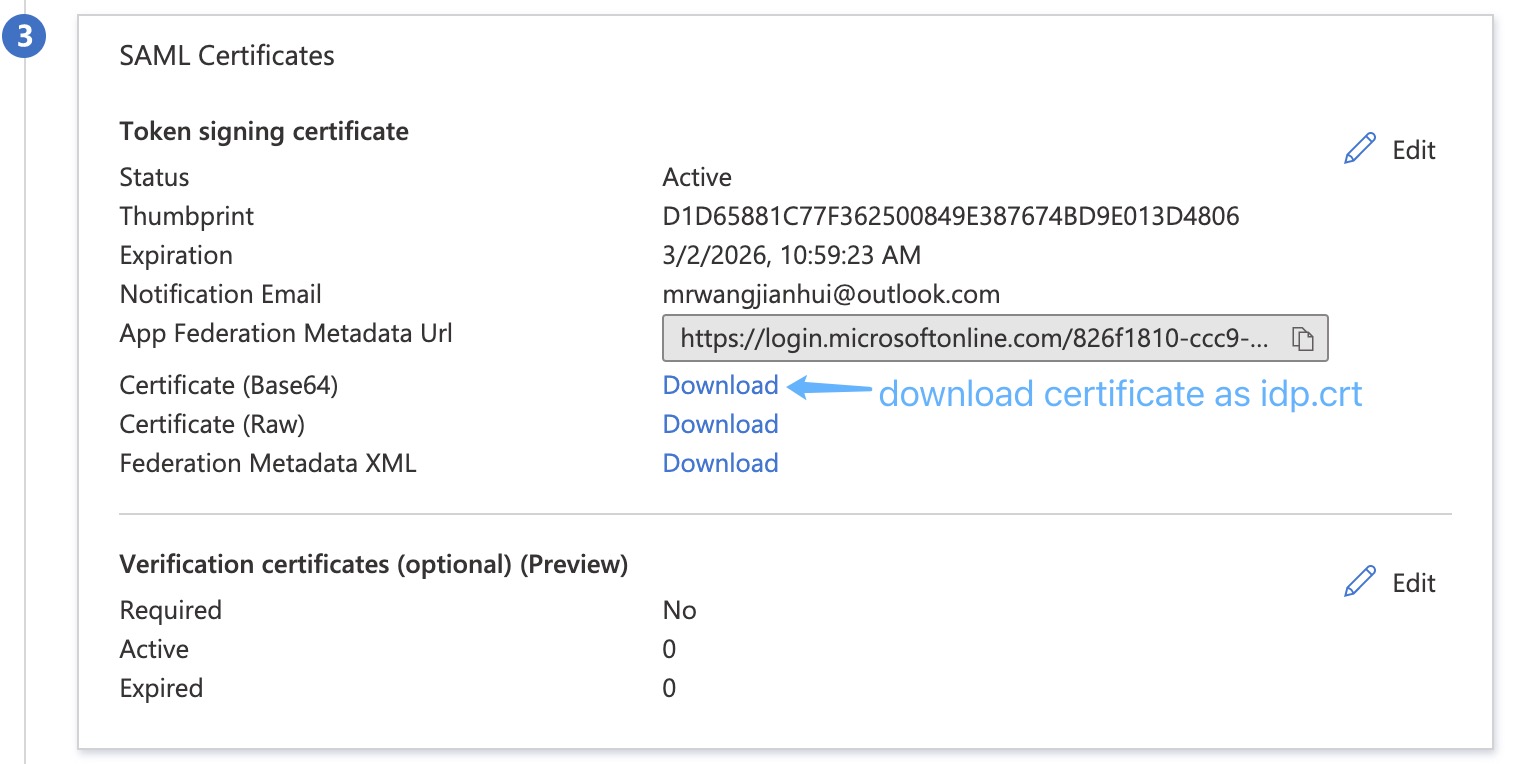 3
SAML Certificates
Token signing certificate
Edit
Status Active
Thumbprint D1D65881C77F362500849E387674BD9E013D4806
Expiration 3/2/2026, 10:59:23 AM
Notification Email mrwangjianhui@outlook.com
App Federation Metadata Url https://login.microsoftonline.com/826f1810-ccc9-...
Certificate (Base64) Download download certificate as idp.crt
Certificate (Raw) Download
Federation Metadata XML Download
Verification certificates (optional) (Preview)
Edit
Required No
Active 0
Expired 0